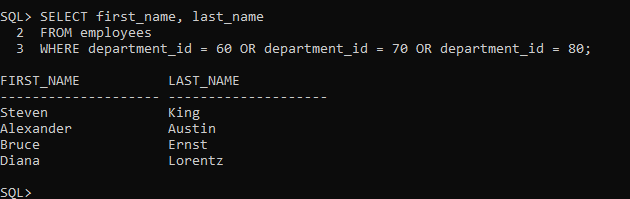 SQL> SELECT first_name, last_name
  2  FROM employees
  3  WHERE department_id = 60 OR department_id = 70 OR department_id = 80;
FIRST_NAME           LAST_NAME
-------------------- --------------------
Steven               King
Alexander            Austin
Bruce                Ernst
Diana                Lorentz
SQL>